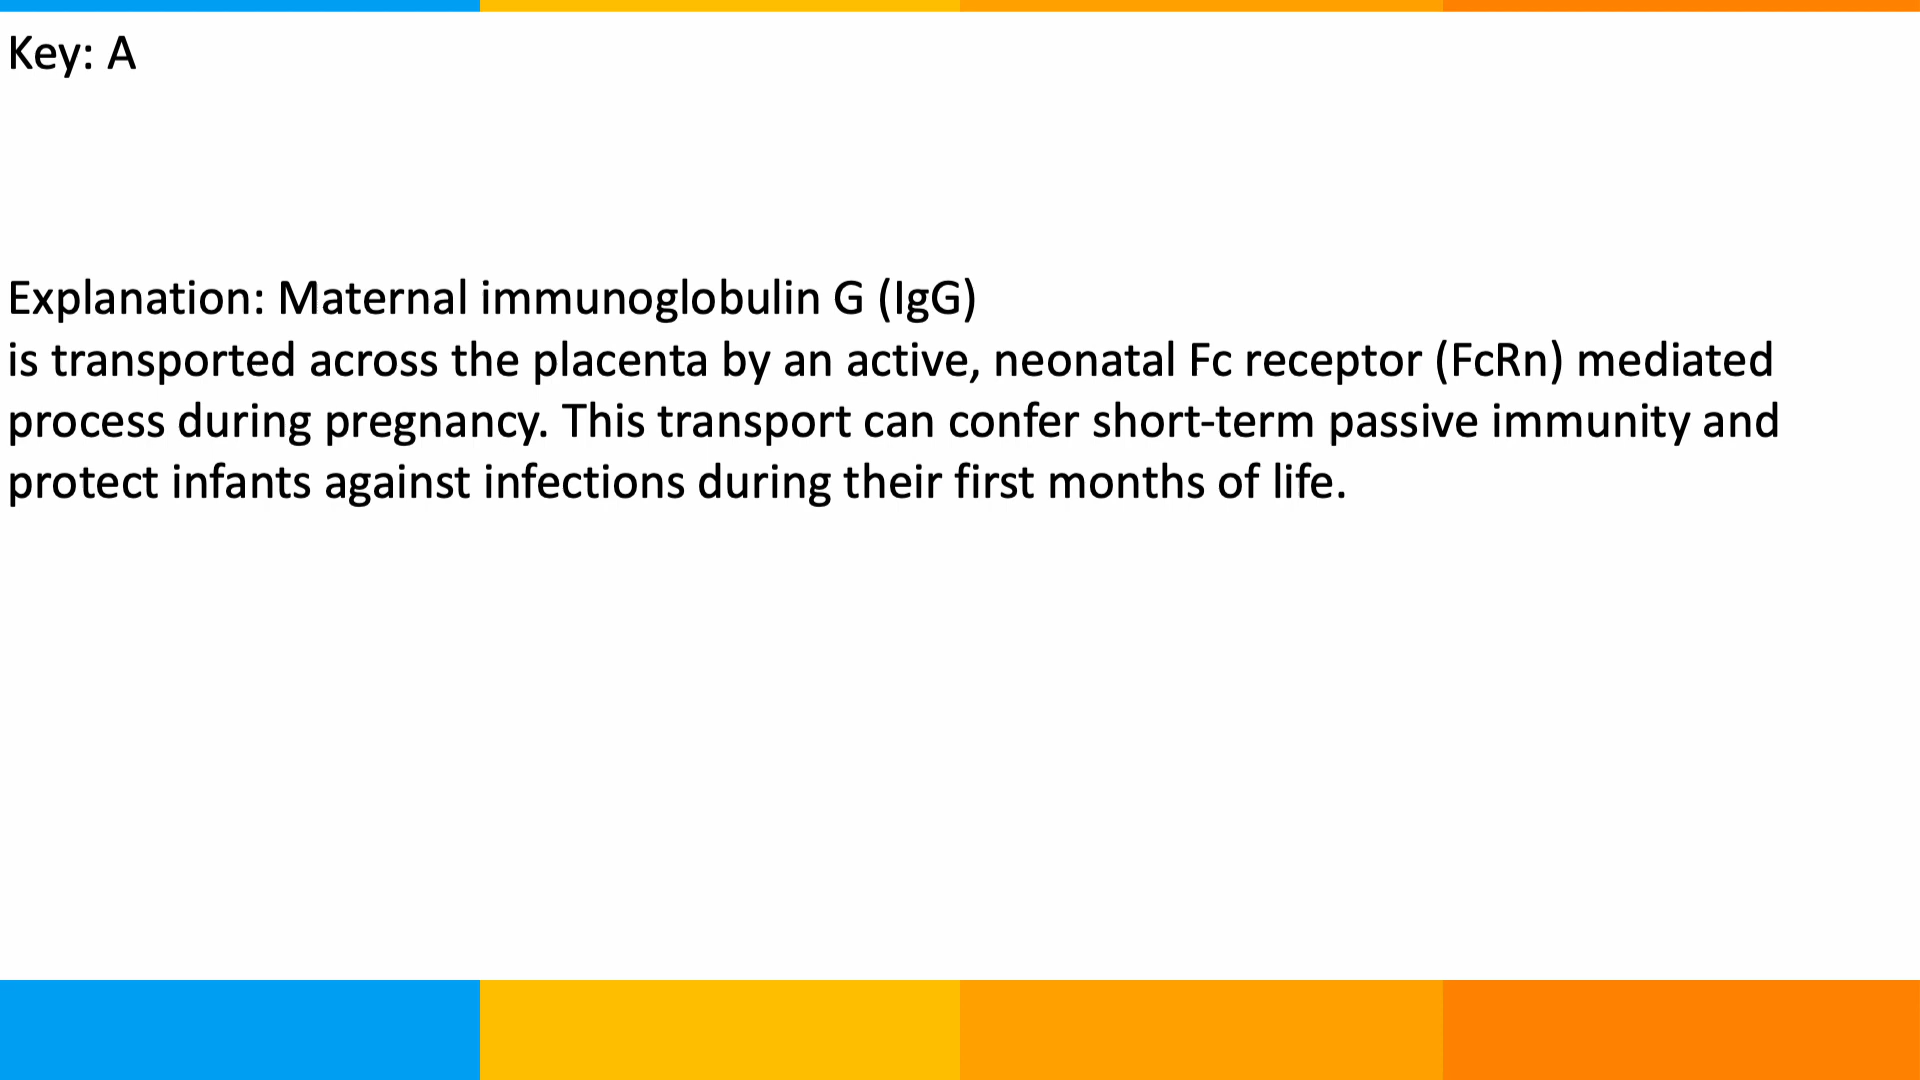 Key: A
Explanation: Maternal immunoglobulin G (IgG)
is transported across the placenta by an active, neonatal Fc receptor (FcRn) mediated
process during pregnancy. This transport can confer short-term passive immunity and
protect infants against infections during their first months of life.